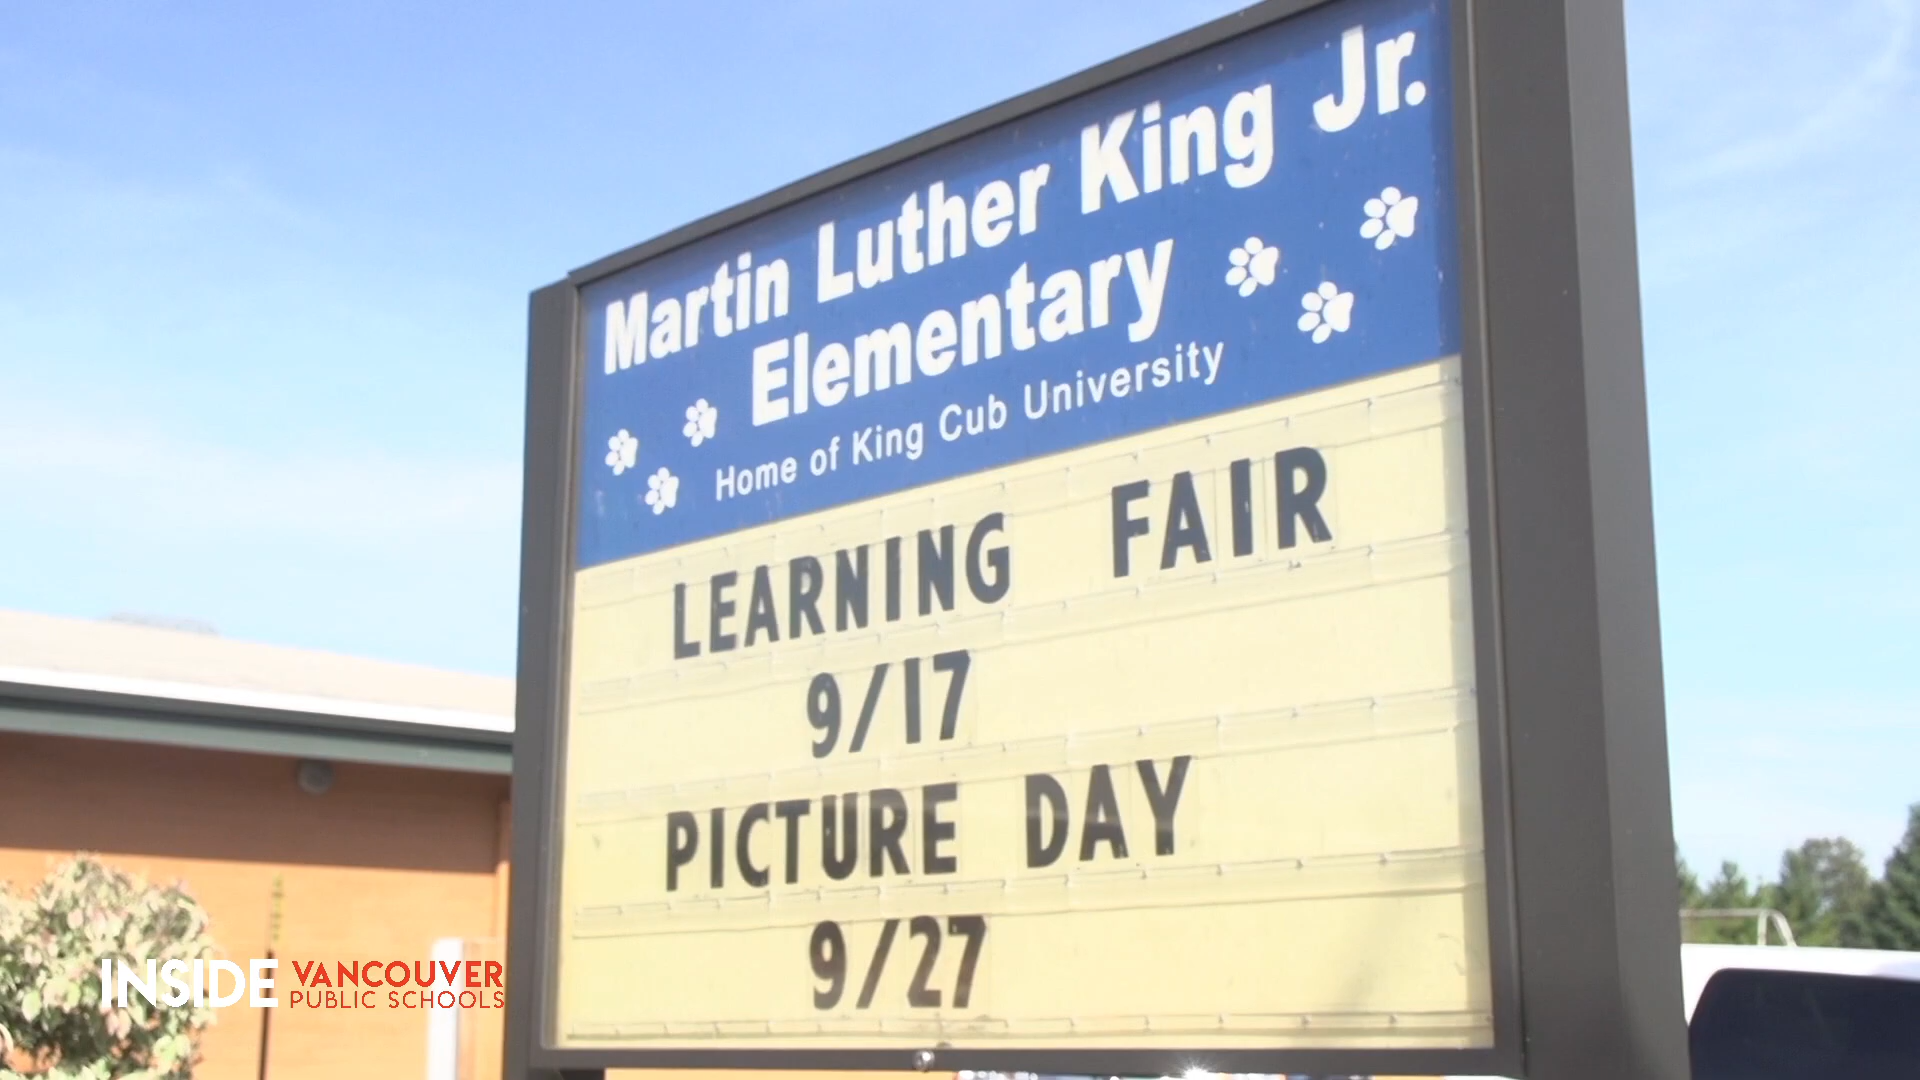 Martin Luther King Jr.
Elementary
Home of King Cub University
LEARNING FAIR
9/17
PICTURE DAY
9/27
INSIDE VANCOUVER
PUBLIC SCHOOLS